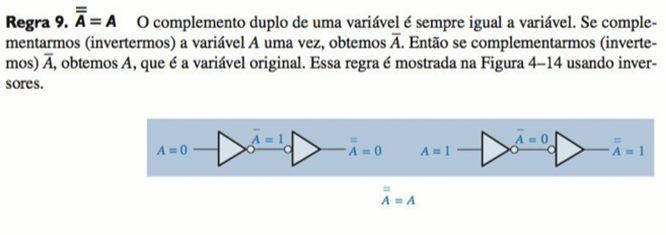 Regra 9. A̿ = A O complemento duplo de uma variável é sempre igual a variável. Se comple-
mentarmos (invertermos) a variável A uma vez, obtemos A̅. Então se complementarmos (inverte-
mos) A̅, obtemos A, que é a variável original. Essa regra é mostrada na Figura 4–14 usando inver-
sores.
A = 0 A̅ = 1 A̿ = 0 A = 1 A̅ = 0 A̿ = 1
A̿ = A